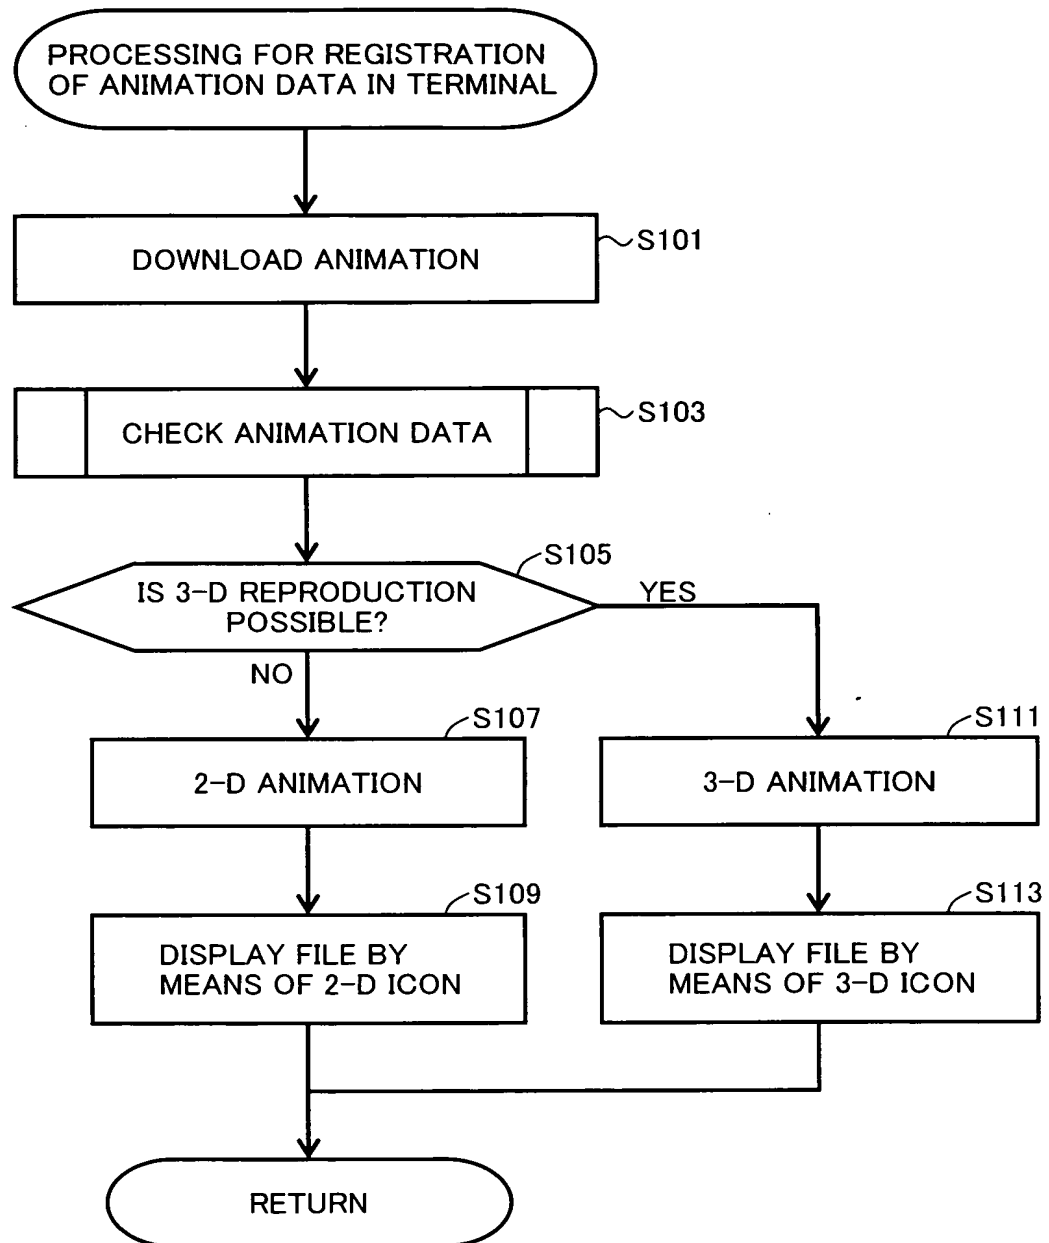 PROCESSING FOR REGISTRATION
OF ANIMATION DATA IN TERMINAL
DOWNLOAD ANIMATION
S101
CHECK ANIMATION DATA
S103
S105
IS 3-D REPRODUCTION
POSSIBLE?
YES
NO
S107
2-D ANIMATION
S111
3-D ANIMATION
S109
DISPLAY FILE BY
MEANS OF 2-D ICON
S113
DISPLAY FILE BY
MEANS OF 3-D ICON
RETURN